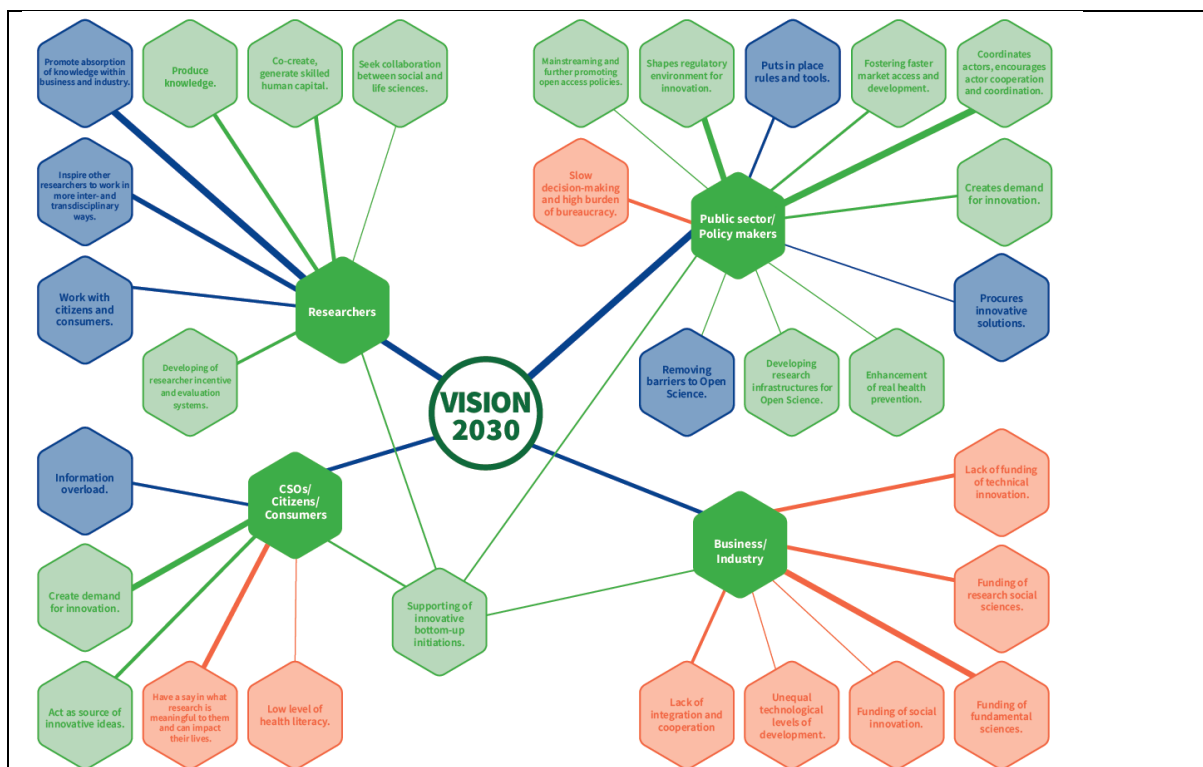 Promote absorption
of knowledge within
business and industry.
Produce
knowledge.
Co-create,
generate skilled
human capital.
Seek collaboration
between social and
life sciences.
Mainstreaming and
further promoting
open access policies.
Shapes regulatory
environment for
innovation.
Puts in place
rules and tools.
Fostering faster
market access and
development.
Coordinates
actors, encourages
actor cooperation
and coordination.
Inspire other
researchers to work in
more inter- and
transdisciplinary
ways.
Slow
decision-making
and high burden
of bureaucracy.
Public sector/
Policy makers
Creates demand
for innovation.
Work with
citizens and
consumers.
Researchers
Procures
innovative
solutions.
Developing of
researcher incentive
and evaluation
systems.
VISION
2030
Removing
barriers to Open
Science.
Developing
research
infrastructures for
Open Science.
Enhancement
of real health
prevention.
Information
overload.
CSOs/
Citizens/
Consumers
Lack of funding
of technical
innovation.
Business/
Industry
Create demand
for innovation.
Supporting of
innovative
bottom-up
initiations.
Funding of
research social
sciences.
Act as source of
innovative ideas.
Have a say in what
research is
meaningful to them
and can impact
their lives.
Low level of
health literacy.
Lack of
integration and
cooperation
Unequal
technological
levels of
development.
Funding of social
innovation.
Funding of
fundamental
sciences.